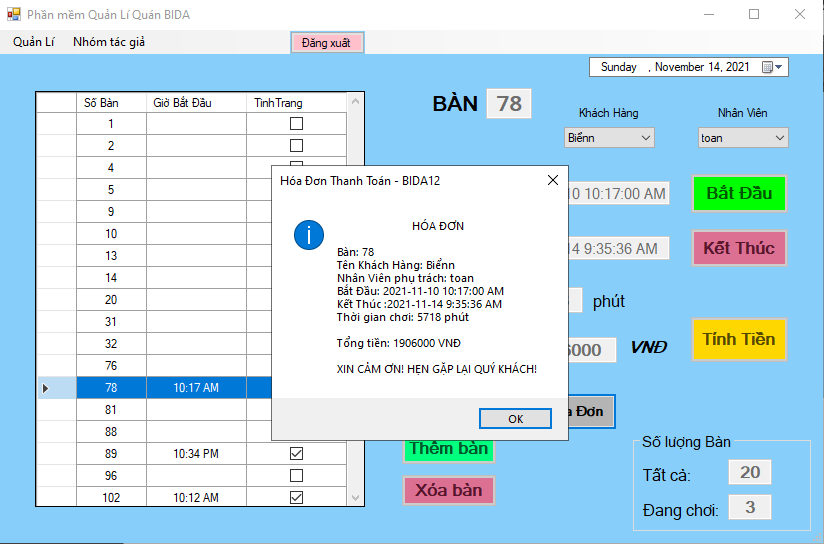 Phần mềm Quản Lí Quán BIDA
Quản Lí Nhóm tác giả Đăng xuất
Sunday , November 14, 2021
BÀN 78
Khách Hàng Nhân Viên
Biểnn toan
Số Bàn Giờ Bắt Đầu TinhTrang
1
2
4
5
9
10
13
14
20
31
32
76
78 10:17 AM
81
88
89 10:34 PM
96
102 10:12 AM
Hóa Đơn Thanh Toán - BIDA12
HÓA ĐƠN
Bàn: 78
Tên Khách Hàng: Biểnn
Nhân Viên phụ trách: toan
Bắt Đầu: 2021-11-10 10:17:00 AM
Kết Thúc :2021-11-14 9:35:36 AM
Thời gian chơi: 5718 phút
Tổng tiền: 1906000 VNĐ
XIN CẢM ƠN! HẸN GẶP LẠI QUÝ KHÁCH!
OK
10 10:17:00 AM
Bắt Đầu
14 9:35:36 AM
Kết Thúc
phút
6000 VNĐ
Tính Tiền
Đơn
Thêm bàn
Xóa bàn
Số lượng Bàn
Tất cả: 20
Đang chơi: 3